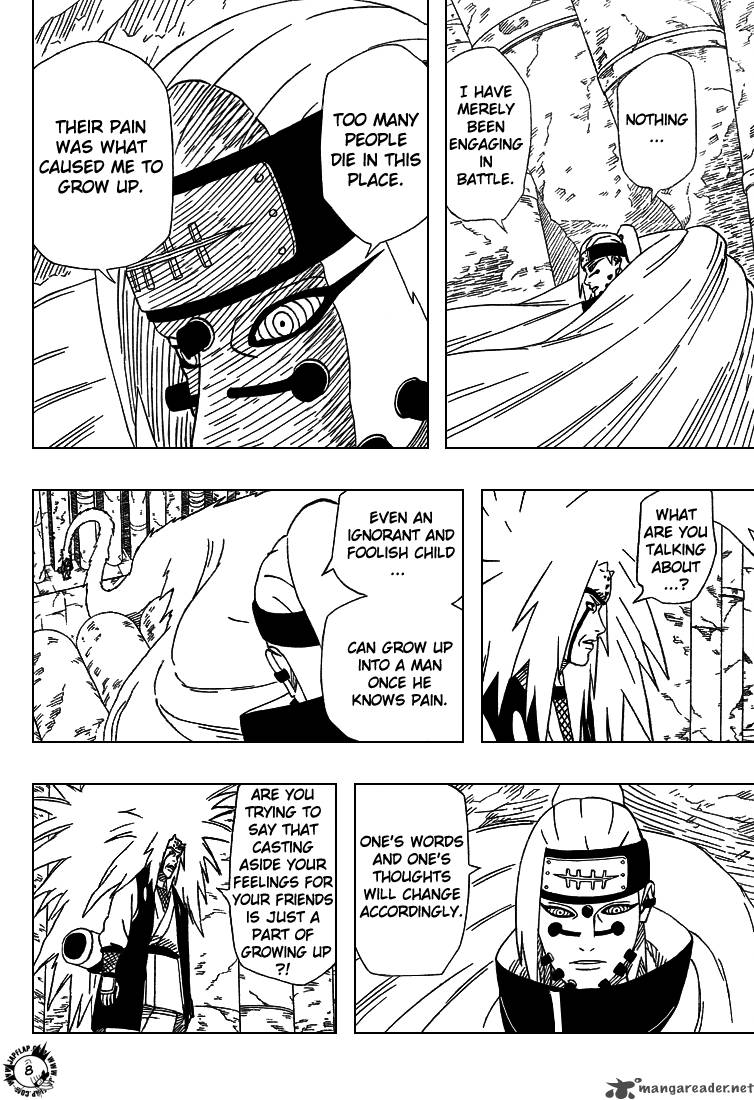 NOTHING
...
I HAVE
MERELY
BEEN
ENGAGING
IN
BATTLE.
TOO MANY
PEOPLE
DIE IN THIS
PLACE.
THEIR PAIN
WAS WHAT
CAUSED ME TO
GROW UP.
WHAT
ARE YOU
TALKING
ABOUT
...?
EVEN AN
IGNORANT AND
FOOLISH CHILD
...
CAN GROW UP
INTO A MAN
ONCE HE
KNOWS PAIN.
ONE'S WORDS
AND ONE'S
THOUGHTS
WILL CHANGE
ACCORDINGLY.
ARE YOU
TRYING TO
SAY THAT
CASTING
ASIDE YOUR
FEELINGS FOR
YOUR FRIENDS
IS JUST A
PART OF
GROWING UP
?!
8
mangareader.net